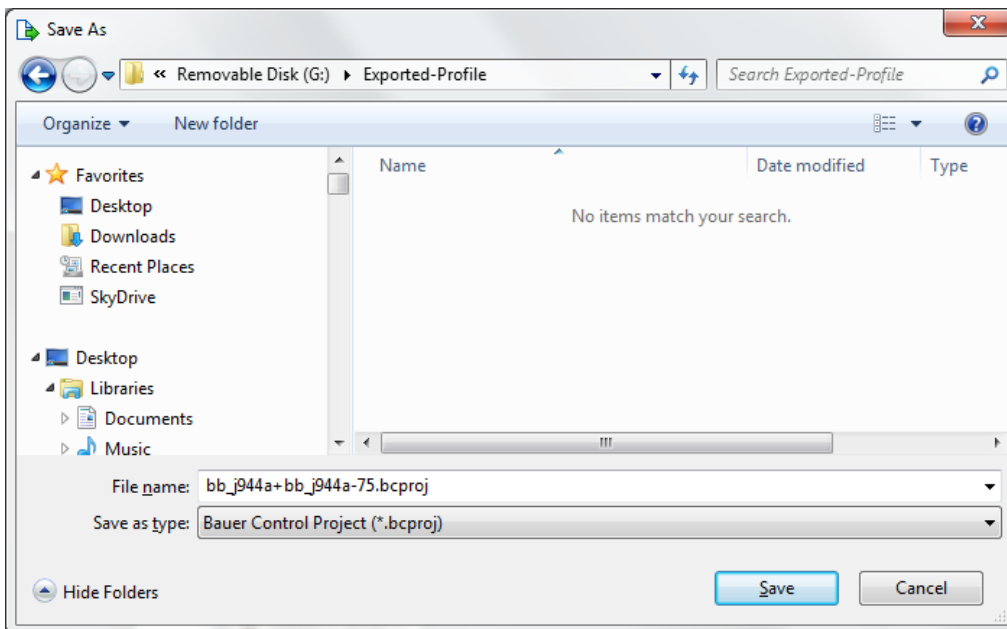 Save As
« Removable Disk (G:) ▸ Exported-Profile
Search Exported-Profile
Organize
New folder
Name
Date modified
Type
No items match your search.
Favorites
Desktop
Downloads
Recent Places
SkyDrive
Desktop
Libraries
Documents
Music
File name: bb_j944a+bb_j944a-75.bcproj
Save as type: Bauer Control Project (*.bcproj)
Hide Folders
Save
Cancel